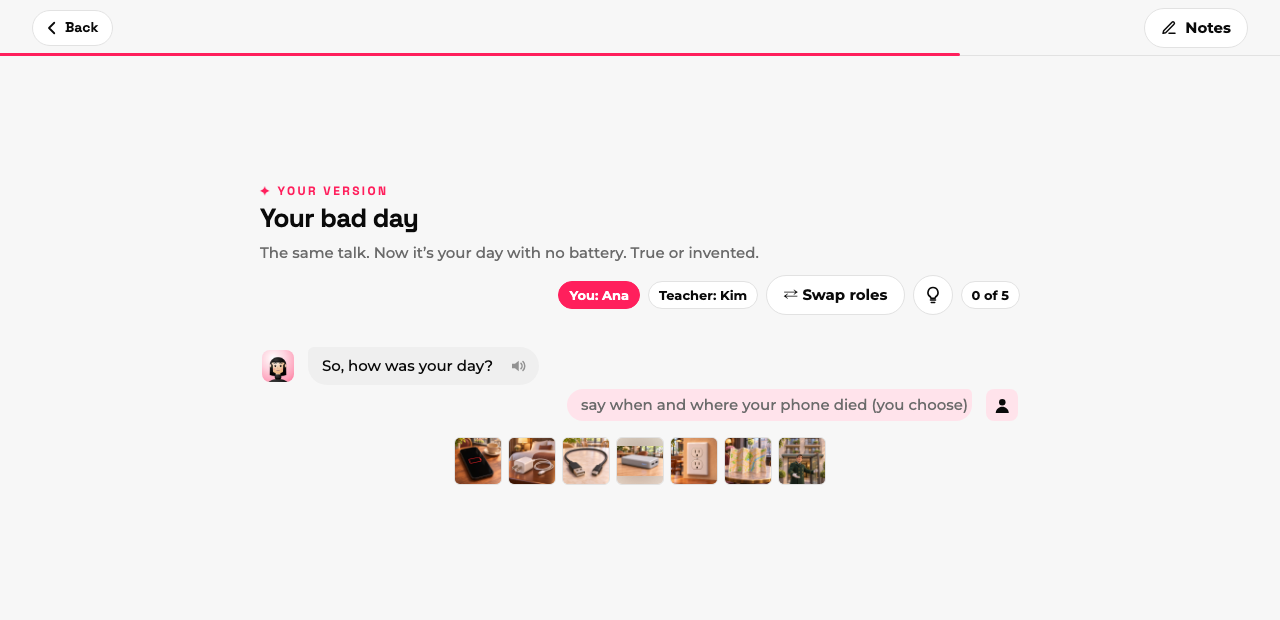 Back
Notes
YOUR VERSION
Your bad day
The same talk. Now it's your day with no battery. True or invented.
You: Ana
Teacher: Kim
Swap roles
0 of 5
So, how was your day?
say when and where your phone died (you choose)